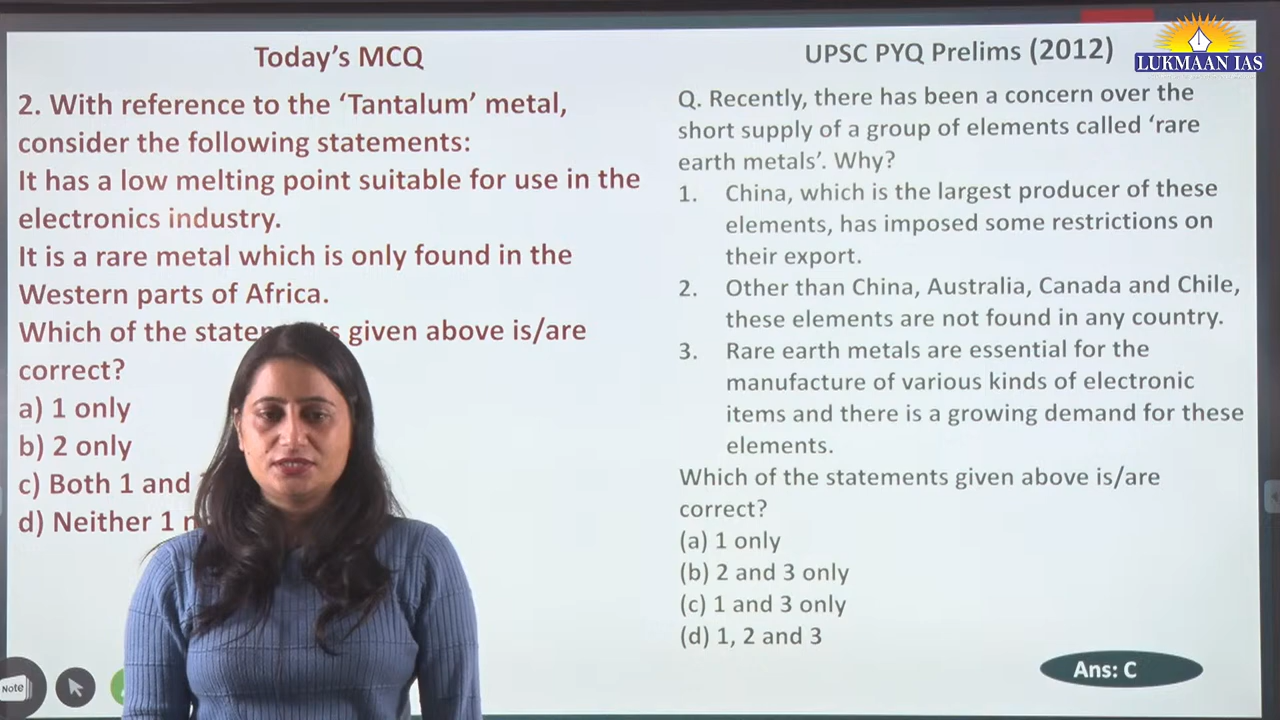 Today's MCQ
2. With reference to the 'Tantalum' metal,
consider the following statements:
It has a low melting point suitable for use in the
electronics industry.
It is a rare metal which is only found in the
Western parts of Africa.
Which of the statements given above is/are
correct?
a) 1 only
b) 2 only
c) Both 1 and
d) Neither 1
UPSC PYQ Prelims (2012)
Q. Recently, there has been a concern over the
short supply of a group of elements called 'rare
earth metals'. Why?
1. China, which is the largest producer of these
elements, has imposed some restrictions on
their export.
2. Other than China, Australia, Canada and Chile,
these elements are not found in any country.
3. Rare earth metals are essential for the
manufacture of various kinds of electronic
items and there is a growing demand for these
elements.
Which of the statements given above is/are
correct?
(a) 1 only
(b) 2 and 3 only
(c) 1 and 3 only
(d) 1, 2 and 3
Ans: C
LUKMAAN IAS
Note